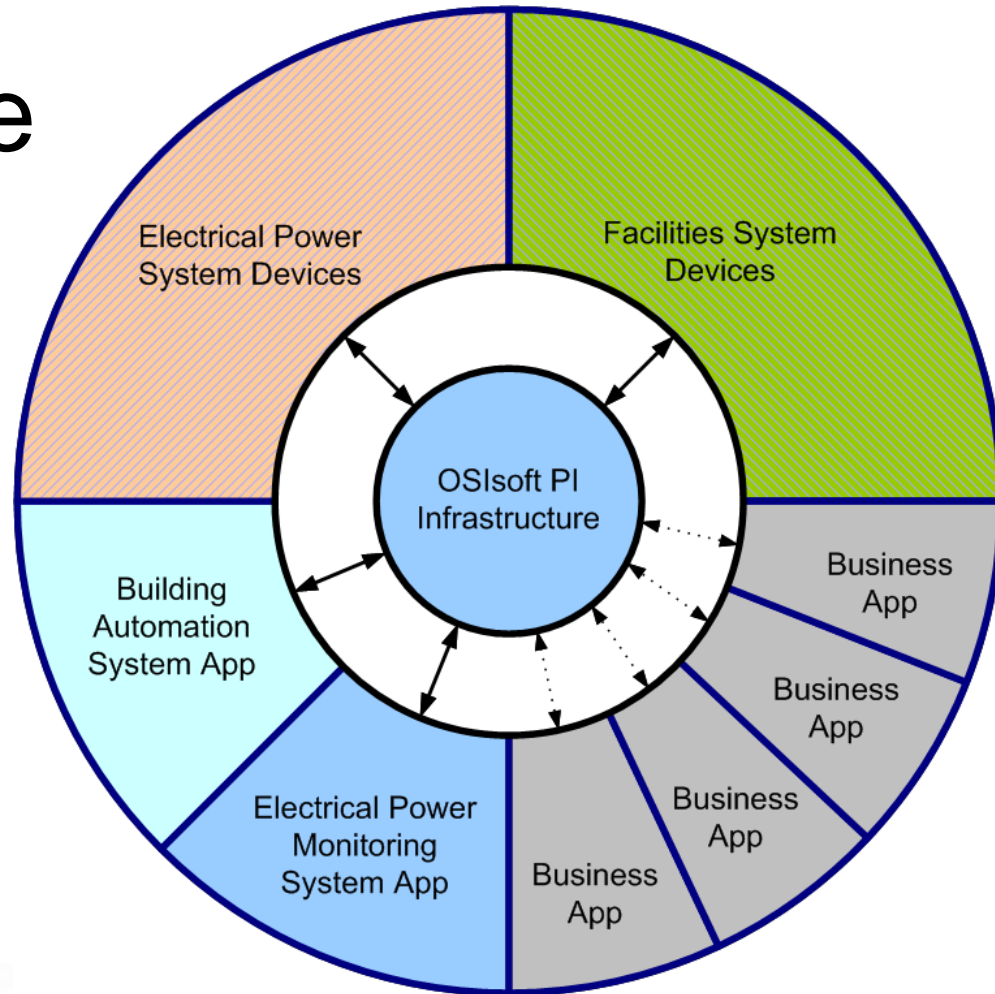 e
Electrical Power
System Devices
Facilities System
Devices
OSIsoft PI
Infrastructure
Building
Automation
System App
Business
App
Business
App
Business
App
Business
App
Electrical Power
Monitoring
System App